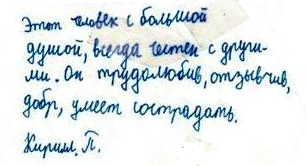 Этот человек с большой
душой, всегда честен с други-
ми. Он трудолюбив, отзывчив,
добр, умеет сострадать.
Кирилл. П.